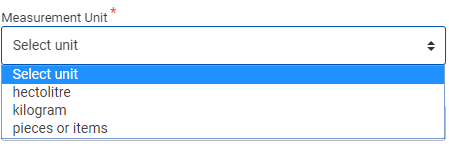 Measurement Unit *
Select unit
Select unit
hectolitre
kilogram
pieces or items